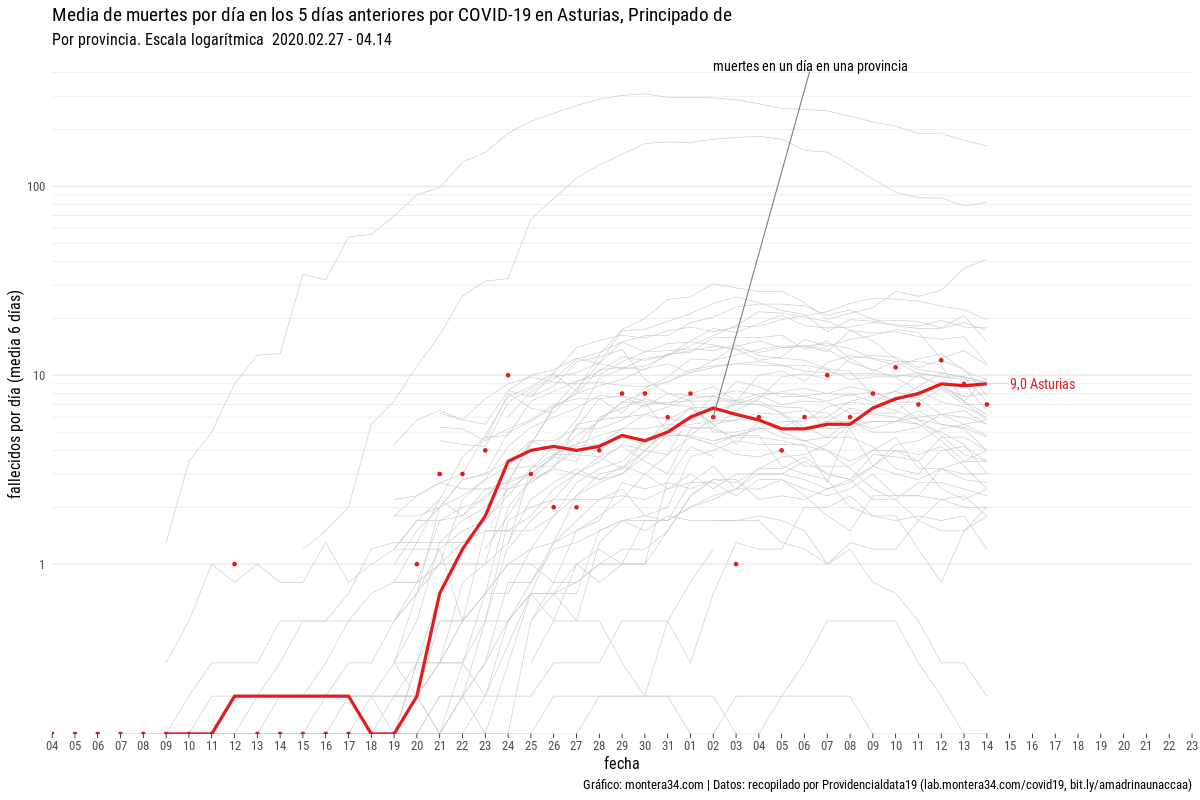 Media de muertes por día en los 5 días anteriores por COVID-19 en Asturias, Principado de
Por provincia. Escala logarítmica 2020.02.27 - 04.14
muertes en un día en una provincia
100
10
1
fallecidos por día (media 6 días)
9,0 Asturias
04 05 06 07 08 09 10 11 12 13 14 15 16 17 18 19 20 21 22 23 24 25 26 27 28 29 30 31 01 02 03 04 05 06 07 08 09 10 11 12 13 14 15 16 17 18 19 20 21 22 23
fecha
Gráfico: montera34.com | Datos: recopilado por Providencialdata19 (lab.montera34.com/covid19, bit.ly/amadrinaunaccaa)